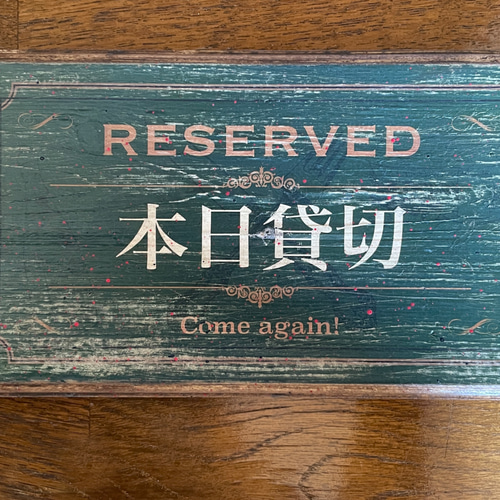 RESERVED
本日貸切
Come again!